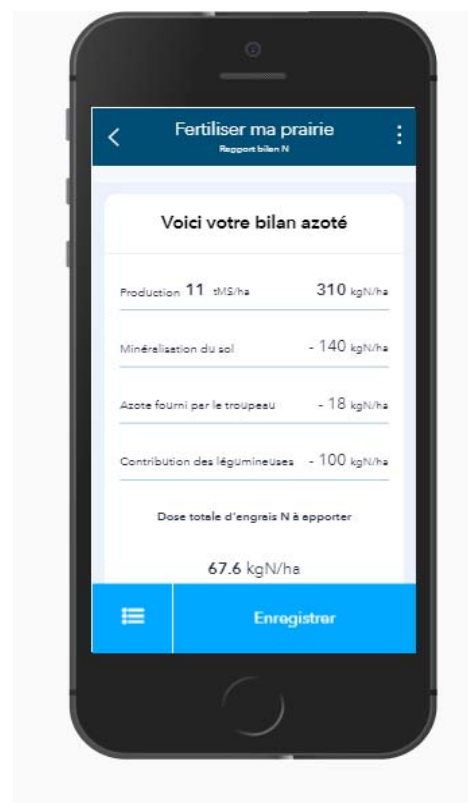 Fertiliser ma prairie
Rapport bilan N
Voici votre bilan azoté
Production 11 tMS/ha 310 kgN/ha
Minéralisation du sol - 140 kgN/ha
Azote fourni par le troupeau - 18 kgN/ha
Contribution des légumineuses - 100 kgN/ha
Dose totale d'engrais N à apporter
67.6 kgN/ha
Enregistrer